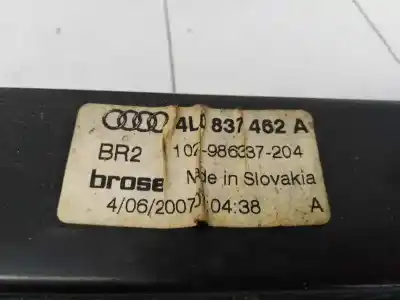 4L0 837 462 A
BR2 102-986337-204
brose Made in Slovakia
4/06/2007 04:38 A